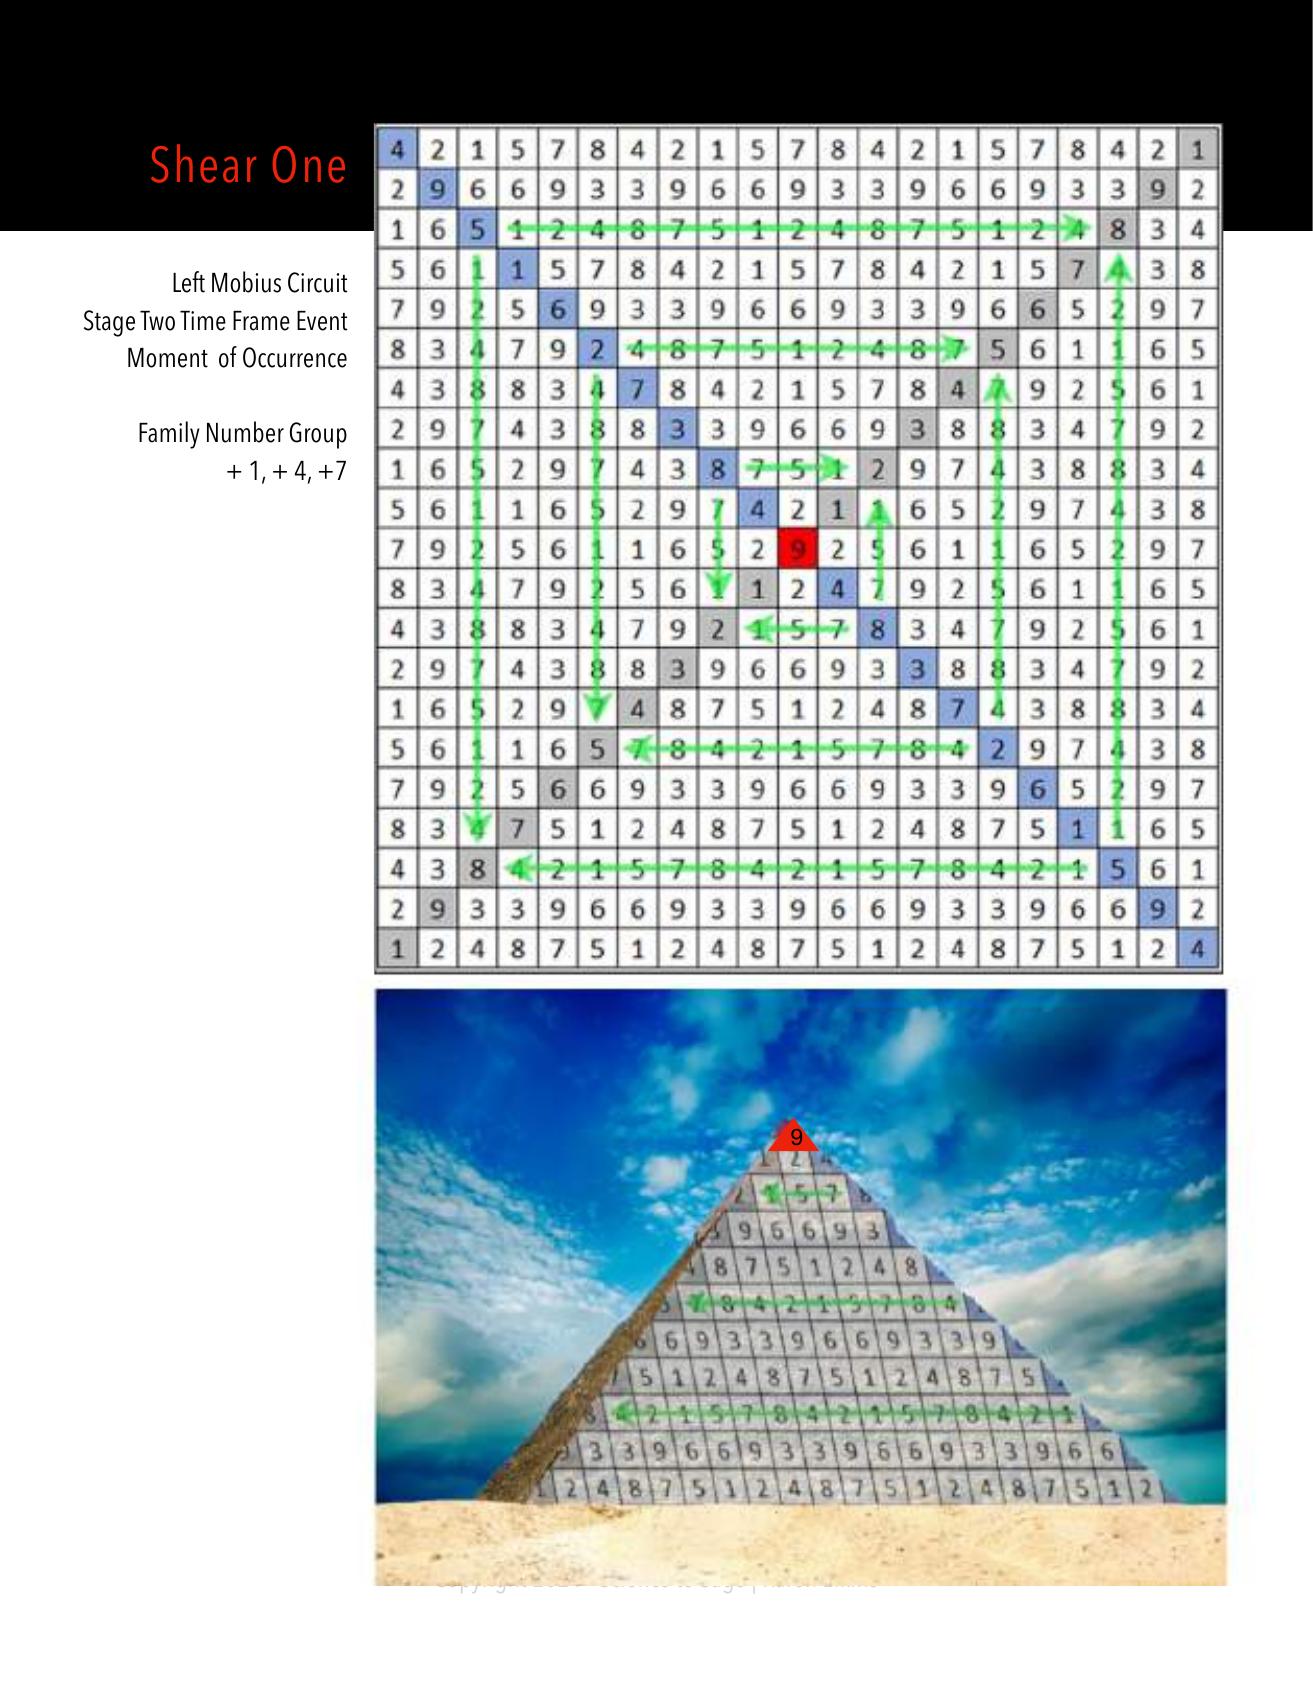 Shear One
Left Mobius Circuit
Stage Two Time Frame Event
Moment of Occurrence
Family Number Group
+ 1, + 4, +7
4 2 1 5 7 8 4 2 1 5 7 8 4 2 1 5 7 8 4 2 1
2 9 6 6 9 3 3 9 6 6 9 3 3 9 6 6 9 3 3 9 2
1 6 5 1 2 4 8 7 5 1 2 4 8 7 5 1 2 4 8 3 4
5 6 1 1 5 7 8 4 2 1 5 7 8 4 2 1 5 7 4 3 8
7 9 2 5 6 9 3 3 9 6 6 9 3 3 9 6 6 5 2 9 7
8 3 4 7 9 2 4 8 7 5 1 2 4 8 7 5 6 1 1 6 5
4 3 8 8 3 4 7 8 4 2 1 5 7 8 4 7 9 2 5 6 1
2 9 7 4 3 8 8 3 3 9 6 6 9 3 8 8 3 4 7 9 2
1 6 5 2 9 7 4 3 8 7 5 1 2 9 7 4 3 8 8 3 4
5 6 1 1 6 5 2 9 7 4 2 1 1 6 5 2 9 7 4 3 8
7 9 2 5 6 1 1 6 5 2 9 2 5 6 1 1 6 5 2 9 7
8 3 4 7 9 2 5 6 1 1 2 4 7 9 2 5 6 1 1 6 5
4 3 8 8 3 4 7 9 2 1 5 7 8 3 4 7 9 2 5 6 1
2 9 7 4 3 8 8 3 9 6 6 9 3 3 8 8 3 4 7 9 2
1 6 5 2 9 7 4 8 7 5 1 2 4 8 7 4 3 8 8 3 4
5 6 1 1 6 5 7 8 4 2 1 5 7 8 4 2 9 7 4 3 8
7 9 2 5 6 6 9 3 3 9 6 6 9 3 3 9 6 5 2 9 7
8 3 4 7 5 1 2 4 8 7 5 1 2 4 8 7 5 1 1 6 5
4 3 8 4 2 1 5 7 8 4 2 1 5 7 8 4 2 1 5 6 1
2 9 3 3 9 6 6 9 3 3 9 6 6 9 3 3 9 6 6 9 2
1 2 4 8 7 5 1 2 4 8 7 5 1 2 4 8 7 5 1 2 4
9
1 2 4
2 1 5 7 8
3 9 6 6 9 3
4 8 7 5 1 2 4 8
5 7 8 4 2 1 5 7 8 4
6 6 9 3 3 9 6 6 9 3 3 9
7 5 1 2 4 8 7 5 1 2 4 8 7 5
8 4 2 1 5 7 8 4 2 1 5 7 8 4 2 1
3 3 9 6 6 9 3 3 9 6 6 9 3 3 9 6 6
1 2 4 8 7 5 1 2 4 8 7 5 1 2 4 8 7 5 1 2